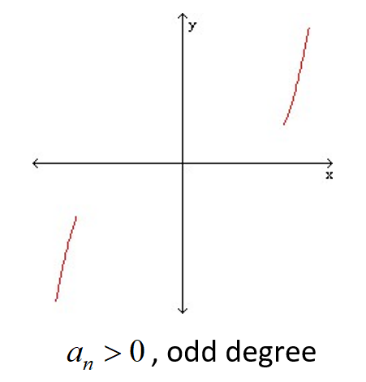 y
x
aₙ > 0 , odd degree